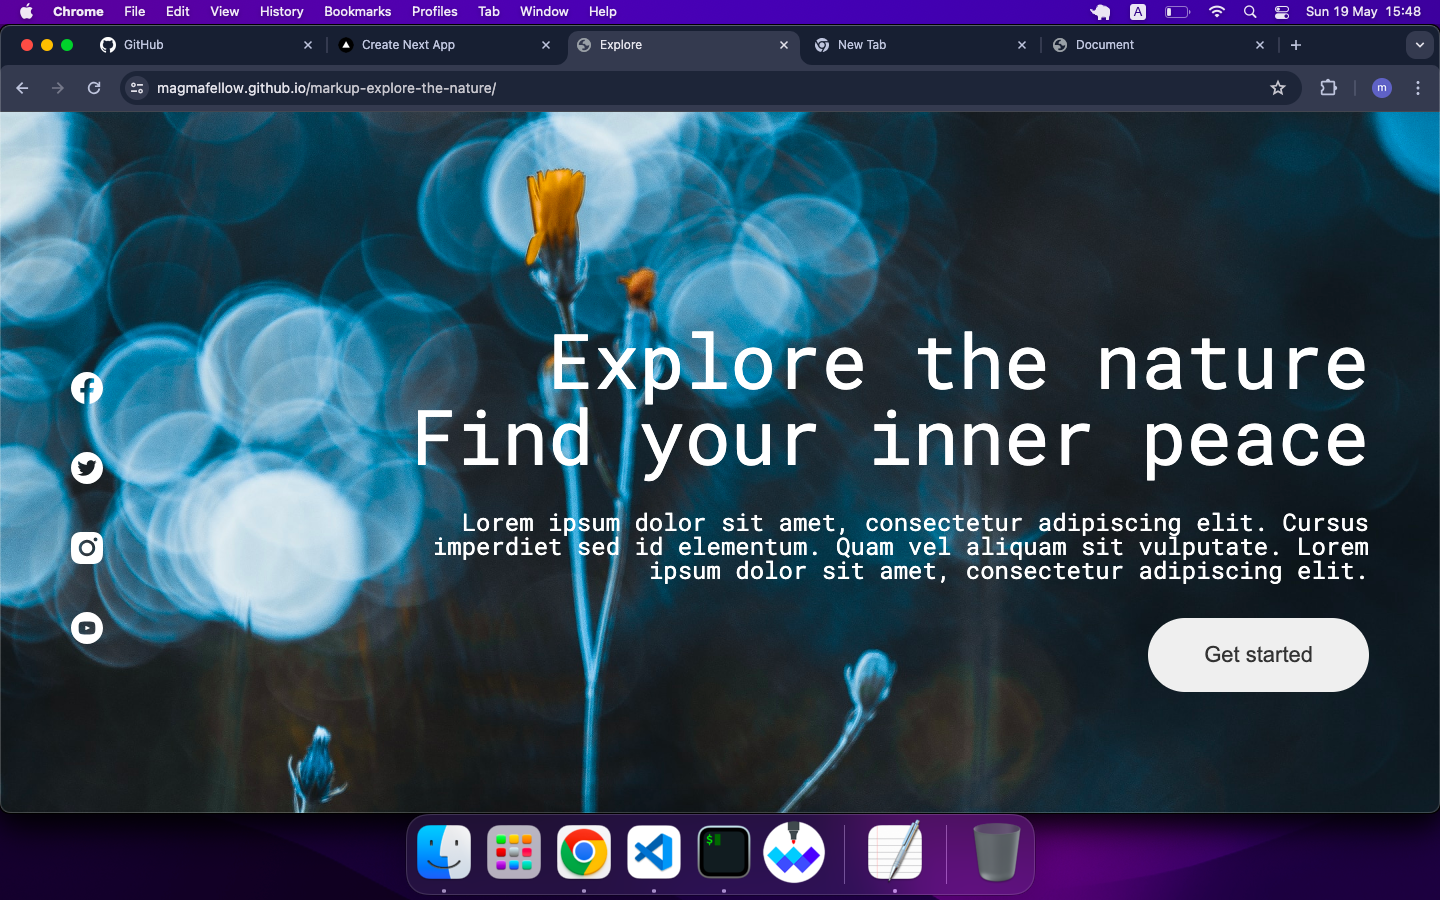 Chrome File Edit View History Bookmarks Profiles Tab Window Help A Sun 19 May 15:48
GitHub Create Next App Explore New Tab Document
magmafellow.github.io/markup-explore-the-nature/ m
Explore the nature
Find your inner peace
Lorem ipsum dolor sit amet, consectetur adipiscing elit. Cursus
imperdiet sed id elementum. Quam vel aliquam sit vulputate. Lorem
ipsum dolor sit amet, consectetur adipiscing elit.
Get started
$